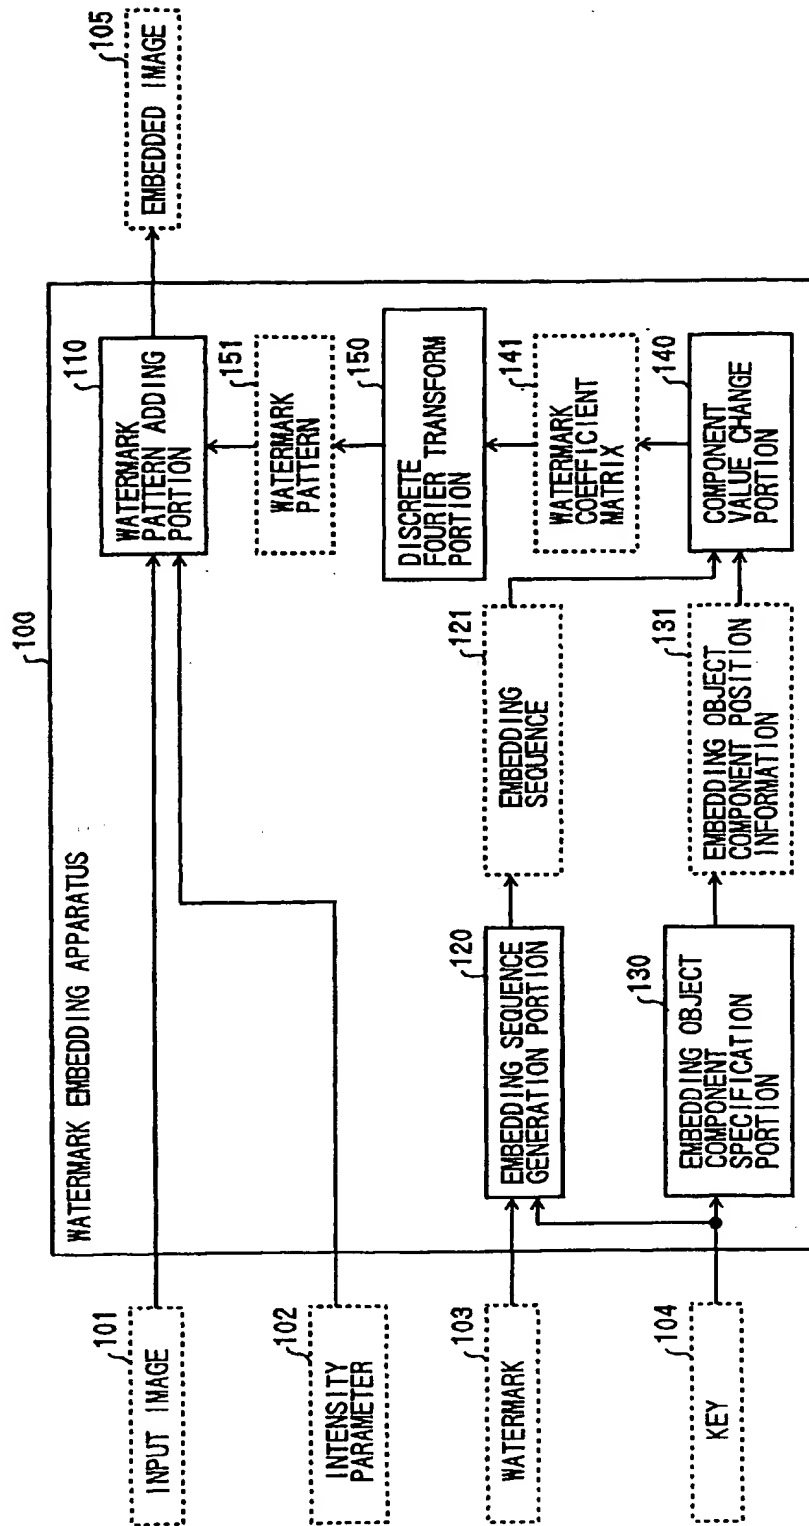 100
WATERMARK EMBEDDING APPARATUS
101
INPUT IMAGE
102
INTENSITY
PARAMETER
103
WATERMARK
104
KEY
110
WATERMARK
PATTERN ADDING
PORTION
105
EMBEDDED IMAGE
151
WATERMARK
PATTERN
150
DISCRETE
FOURIER TRANSFORM
PORTION
141
WATERMARK
COEFFICIENT
MATRIX
140
COMPONENT
VALUE CHANGE
PORTION
120
EMBEDDING SEQUENCE
GENERATION PORTION
121
EMBEDDING
SEQUENCE
130
EMBEDDING OBJECT
COMPONENT
SPECIFICATION
PORTION
131
EMBEDDING OBJECT
COMPONENT POSITION
INFORMATION